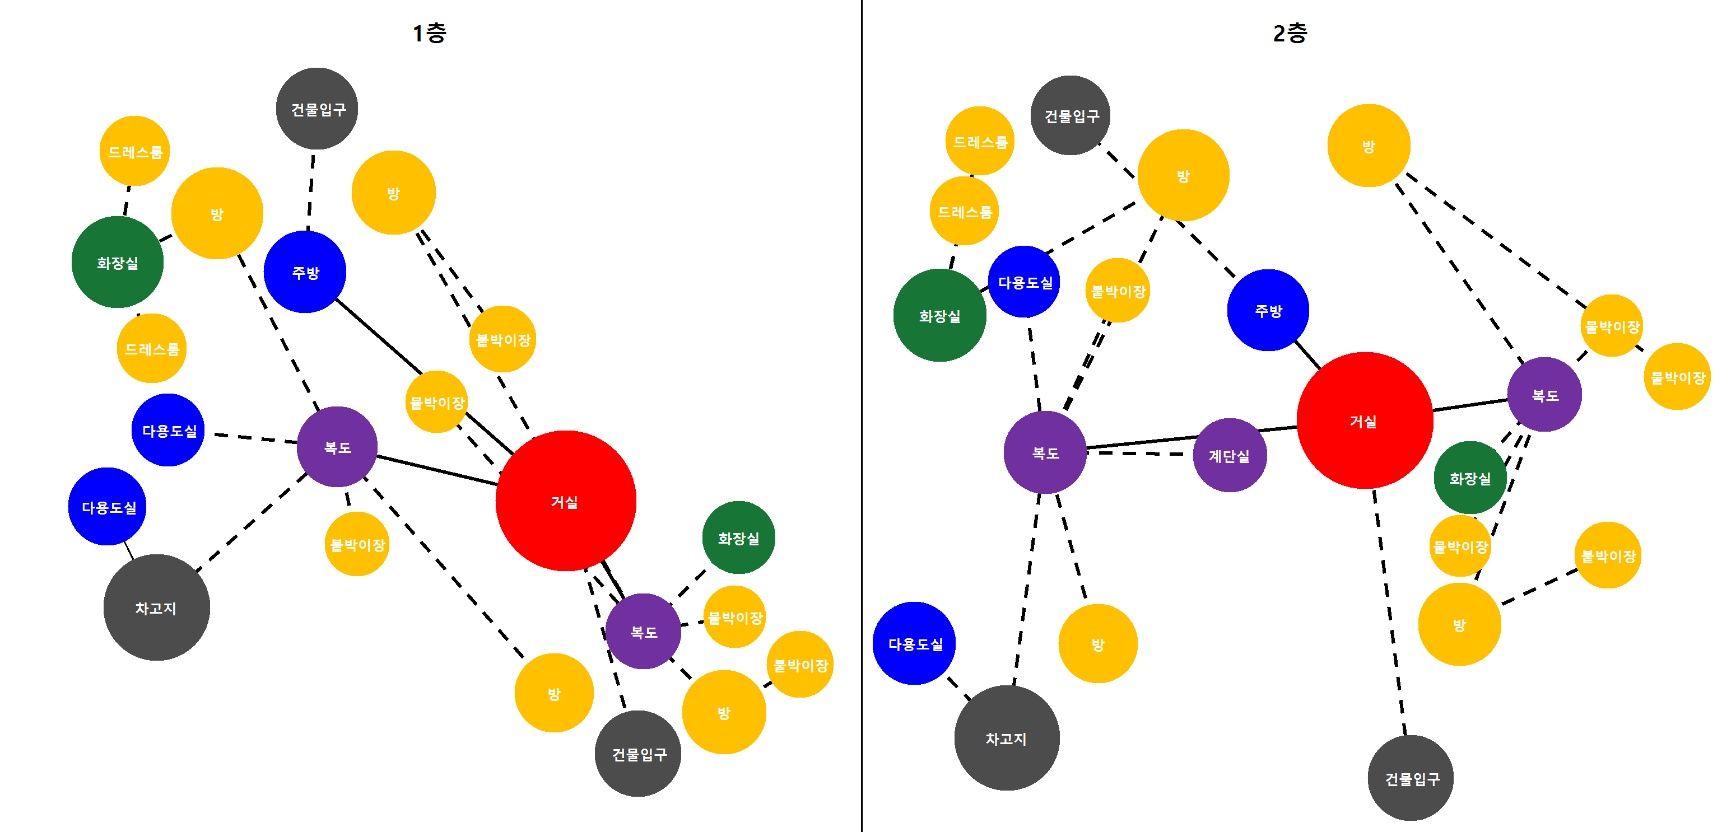 1층
건물입구
드레스룸
방
방
화장실
주방
붙박이장
드레스룸
붙박이장
다용도실
복도
다용도실
거실
붙박이장
화장실
차고지
붙박이장
복도
붙박이장
방
방
건물입구
2층
건물입구
드레스룸
방
방
드레스룸
다용도실
붙박이장
화장실
주방
붙박이장
붙박이장
복도
거실
복도
계단실
화장실
붙박이장
붙박이장
방
다용도실
방
차고지
건물입구